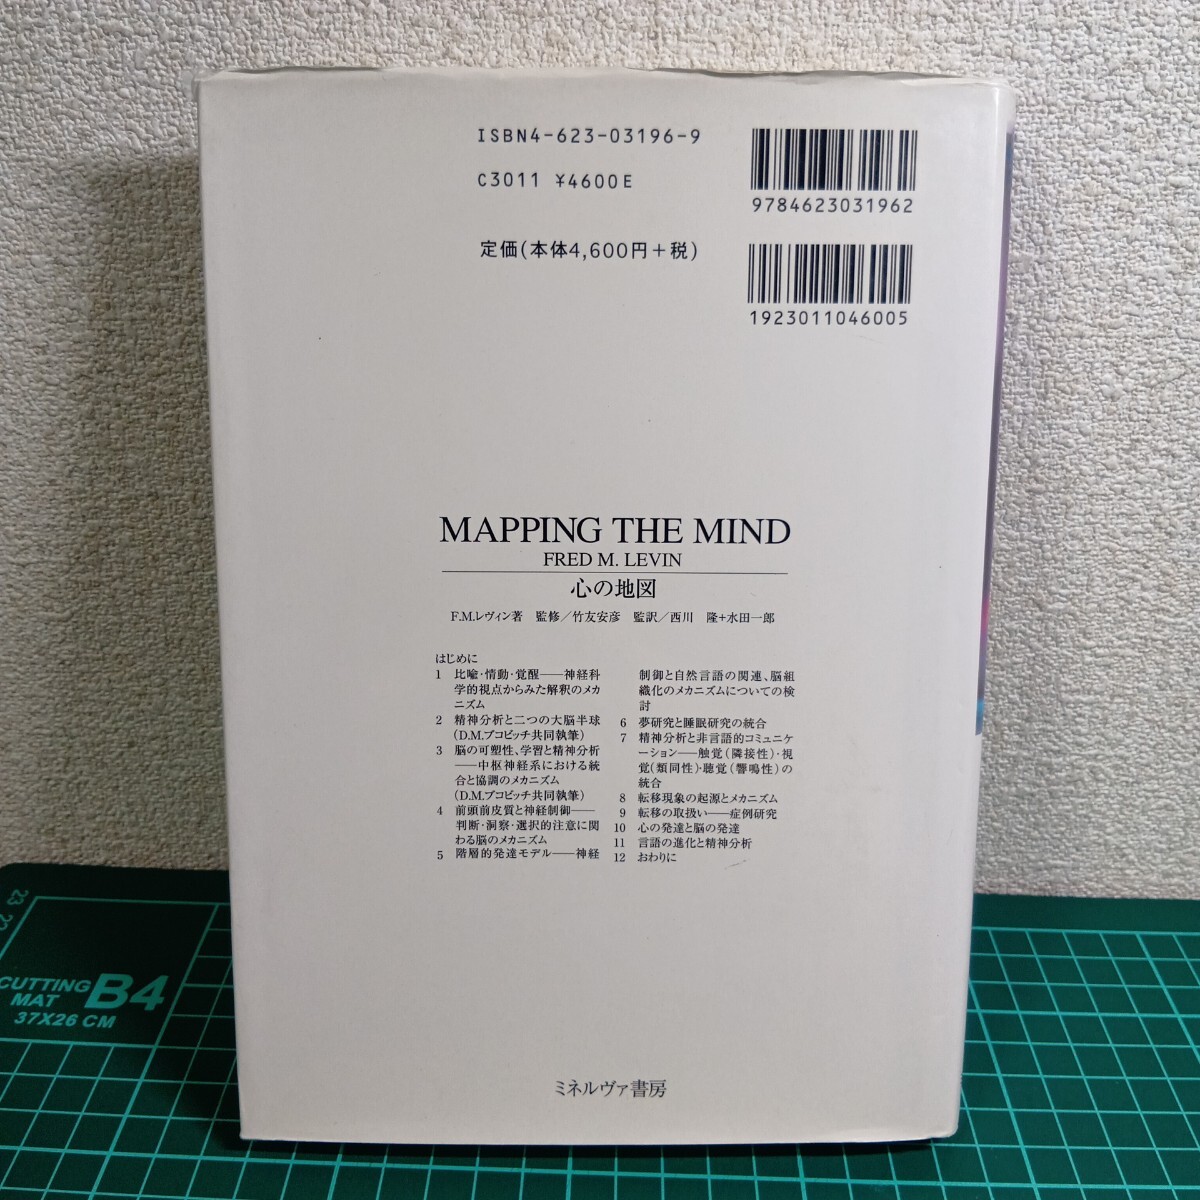 ISBN4-623-03196-9
C3011 ¥4600E
9784623031962
定価(本体4,600円+税)
1923011046005
MAPPING THE MIND
FRED M. LEVIN
心の地図
F.M.レヴィン著 監修/竹友安彦 監訳/西川 隆+水田一郎
はじめに
1 比喩・情動・覚醒——神経科
学的視点からみた解釈のメカ
ニズム
2 精神分析と二つの大脳半球
(D.M.ブコビッチ共同執筆)
3 脳の可塑性、学習と精神分析
——中枢神経系における統
合と協調のメカニズム
(D.M.ブコビッチ共同執筆)
4 前頭前皮質と神経制御——
判断・洞察・選択的注意に関
わる脳のメカニズム
5 階層的発達モデル——神経
制御と自然言語の関連、脳組
織化のメカニズムについての検
討
6 夢研究と睡眠研究の統合
7 精神分析と非言語的コミュニケ
ーション——触覚(隣接性)・視
覚(類同性)・聴覚(響鳴性)の
統合
8 転移現象の起源とメカニズム
9 転移の取扱い——症例研究
10 心の発達と脳の発達
11 言語の進化と精神分析
12 おわりに
ミネルヴァ書房
23
22
CUTTING
MAT
B4
37X26 CM